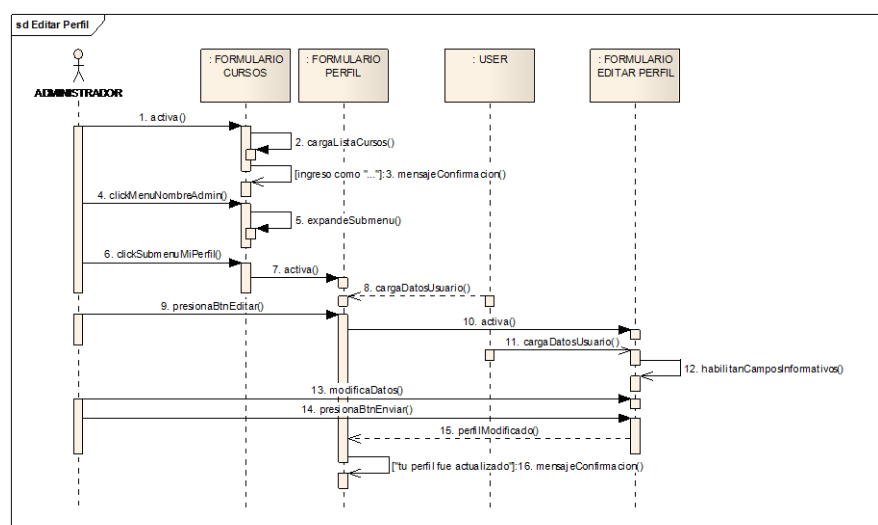 sd Editar Perfil
ADMINISTRADOR
: FORMULARIO
CURSOS
: FORMULARIO
PERFIL
: USER
: FORMULARIO
EDITAR PERFIL
1. activa()
2. cargaListaCursos()
[ingreso como "..."]:3. mensajeConfirmacion()
4. clickMenuNombreAdmin()
5. expandeSubmenu()
6. clickSubmenuMiPerfil()
7. activa()
8. cargaDatosUsuario()
9. presionaBtnEditar()
10. activa()
11. cargaDatosUsuario()
12. habilitanCamposInformativos()
13. modificaDatos()
14. presionaBtnEnviar()
15. perfilModificado()
["tu perfil fue actualizado"]:16. mensajeConfirmacion()